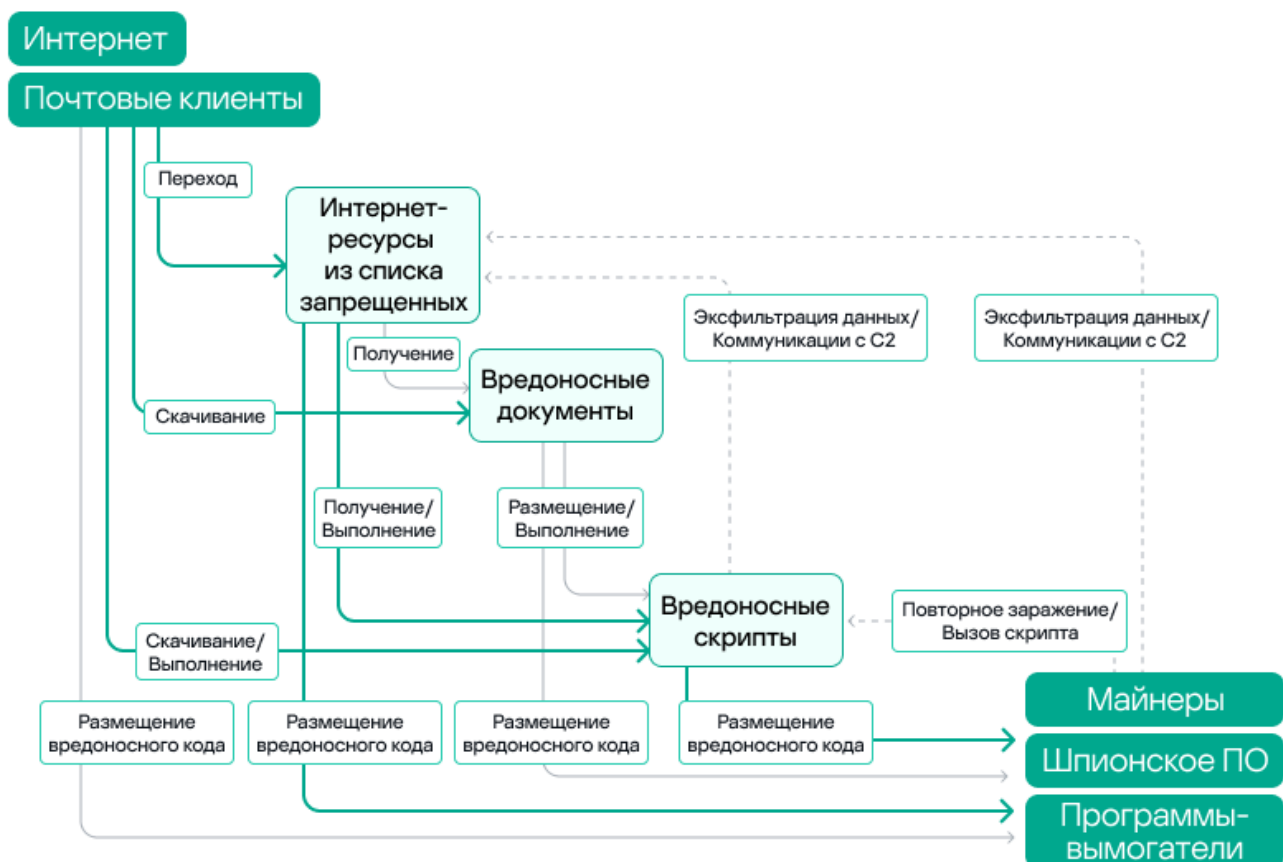 Интернет
Почтовые клиенты
Переход
Интернет-
ресурсы
из списка
запрещенных
Эксфильтрация данных/
Коммуникации с C2
Эксфильтрация данных/
Коммуникации с C2
Получение
Вредоносные
документы
Скачивание
Получение/
Выполнение
Размещение/
Выполнение
Вредоносные
скрипты
Повторное заражение/
Вызов скрипта
Скачивание/
Выполнение
Размещение
вредоносного кода
Размещение
вредоносного кода
Размещение
вредоносного кода
Размещение
вредоносного кода
Майнеры
Шпионское ПО
Программы-
вымогатели